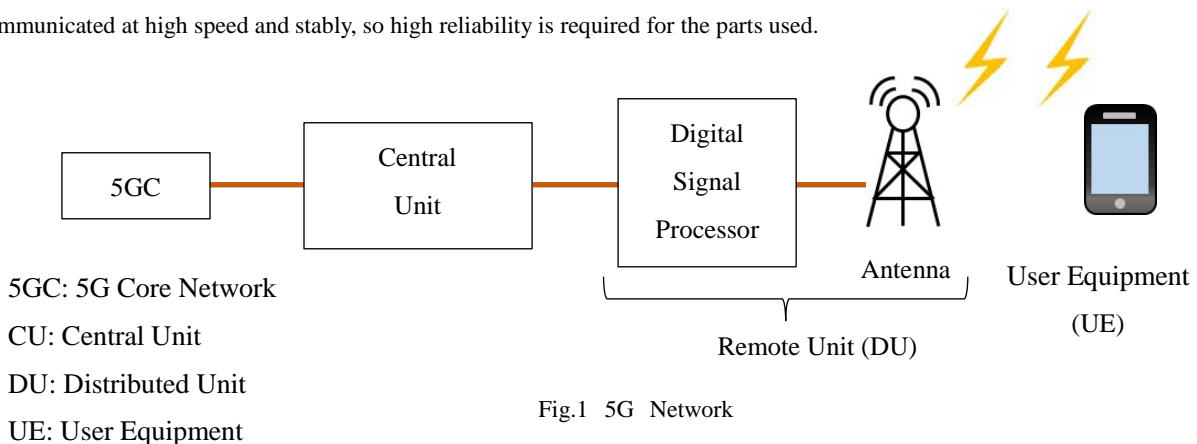 mmunicated at high speed and stably, so high reliability is required for the parts used.
5GC
Central
Unit
Digital
Signal
Processor
Antenna
User Equipment
(UE)
Remote Unit (DU)
5GC: 5G Core Network
CU: Central Unit
DU: Distributed Unit
UE: User Equipment
Fig.1 5G Network